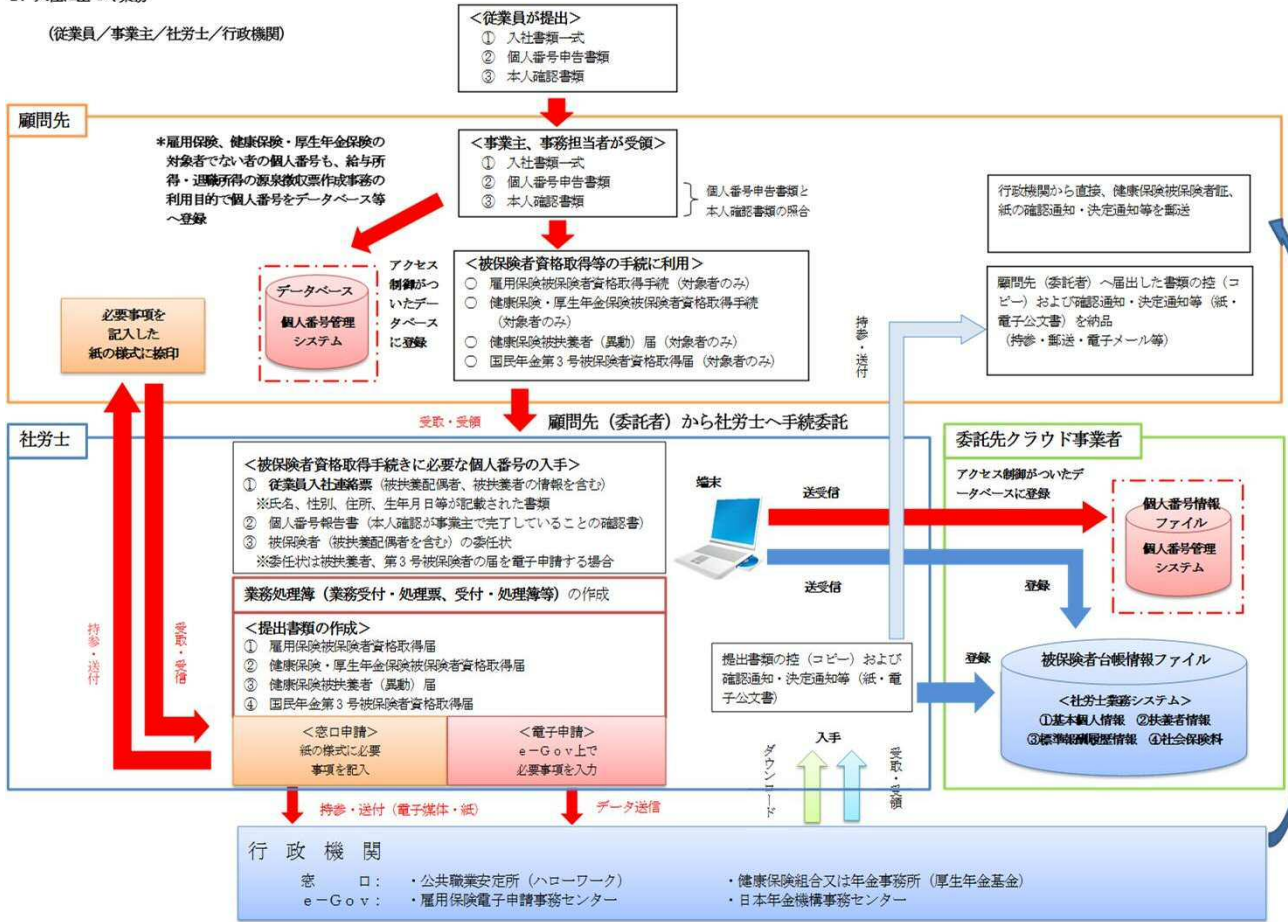 (従業員／事業主／社労士／行政機関)
＜従業員が提出＞
① 入社書類一式
② 個人番号申告書類
③ 本人確認書類
顧問先
＊雇用保険、健康保険・厚生年金保険の
対象者でない者の個人番号も、給与所
得・退職所得の源泉徴収票作成事務の
利用目的で個人番号をデータベース等
へ登録
＜事業主、事務担当者が受領＞
① 入社書類一式
② 個人番号申告書類
③ 本人確認書類
個人番号申告書類と
本人確認書類の照合
行政機関から直接、健康保険被保険者証、
紙の確認通知・決定通知等を郵送
データベース
個人番号管理
システム
アクセス
制御がつ
いたデー
タベース
に登録
＜被保険者資格取得等の手続に利用＞
○ 雇用保険被保険者資格取得手続（対象者のみ）
○ 健康保険・厚生年金保険被保険者資格取得手続
（対象者のみ）
○ 健康保険被扶養者（異動）届（対象者のみ）
○ 国民年金第３号被保険者資格取得届（対象者のみ）
顧問先（委託者）へ届出した書類の控（コ
ピー）および確認通知・決定通知等（紙・
電子公文書）を納品
（持参・郵送・電子メール等）
必要事項を
記入した
紙の様式に捺印
持参・送付
受取・受領
顧問先（委託者）から社労士へ手続委託
社労士
＜被保険者資格取得手続きに必要な個人番号の入手＞
① 従業員入社連絡票（被扶養配偶者、被扶養者の情報を含む）
※氏名、性別、住所、生年月日等が記載された書類
② 個人番号報告書（本人確認が事業主で完了していることの確認書）
③ 被保険者（被扶養配偶者を含む）の委任状
※委任状は被扶養者、第３号被保険者の届を電子申請する場合
端末
送受信
送受信
委託先クラウド事業者
アクセス制御がついたデ
ータベースに登録
個人番号情報
ファイル
個人番号管理
システム
登録
業務処理簿（業務受付・処理票、受付・処理簿等）の作成
＜提出書類の作成＞
① 雇用保険被保険者資格取得届
② 健康保険・厚生年金保険被保険者資格取得届
③ 健康保険被扶養者（異動）届
④ 国民年金第３号被保険者資格取得届
持参・送付
受取・受信
提出書類の控（コピー）および
確認通知・決定通知等（紙・電
子公文書）
登録
被保険者台帳情報ファイル
＜社労士業務システム＞
①基本個人情報 ②扶養者情報
③標準報酬履歴情報 ④社会保険料
＜窓口申請＞
紙の様式に必要
事項を記入
＜電子申請＞
ｅ－Ｇｏｖ上で
必要事項を入力
入手
ダウンロード
受取・受領
持参・送付（電子媒体・紙）
データ送信
行 政 機 関
窓 口： ・公共職業安定所（ハローワーク） ・健康保険組合又は年金事務所（厚生年金基金）
ｅ－Ｇｏｖ： ・雇用保険電子申請事務センター ・日本年金機構事務センター